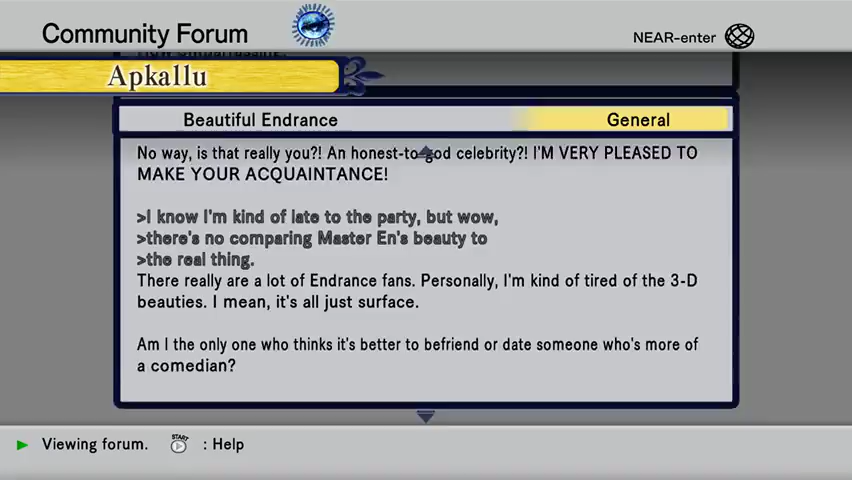 Community Forum
NEAR-enter
Apkallu
Beautiful Endrance
General
No way, is that really you?! An honest-to-god celebrity?! I'M VERY PLEASED TO
MAKE YOUR ACQUAINTANCE!
>I know I'm kind of late to the party, but wow,
>there's no comparing Master En's beauty to
>the real thing.
There really are a lot of Endrance fans. Personally, I'm kind of tired of the 3-D
beauties. I mean, it's all just surface.
Am I the only one who thinks it's better to befriend or date someone who's more of
a comedian?
Viewing forum.
START
: Help